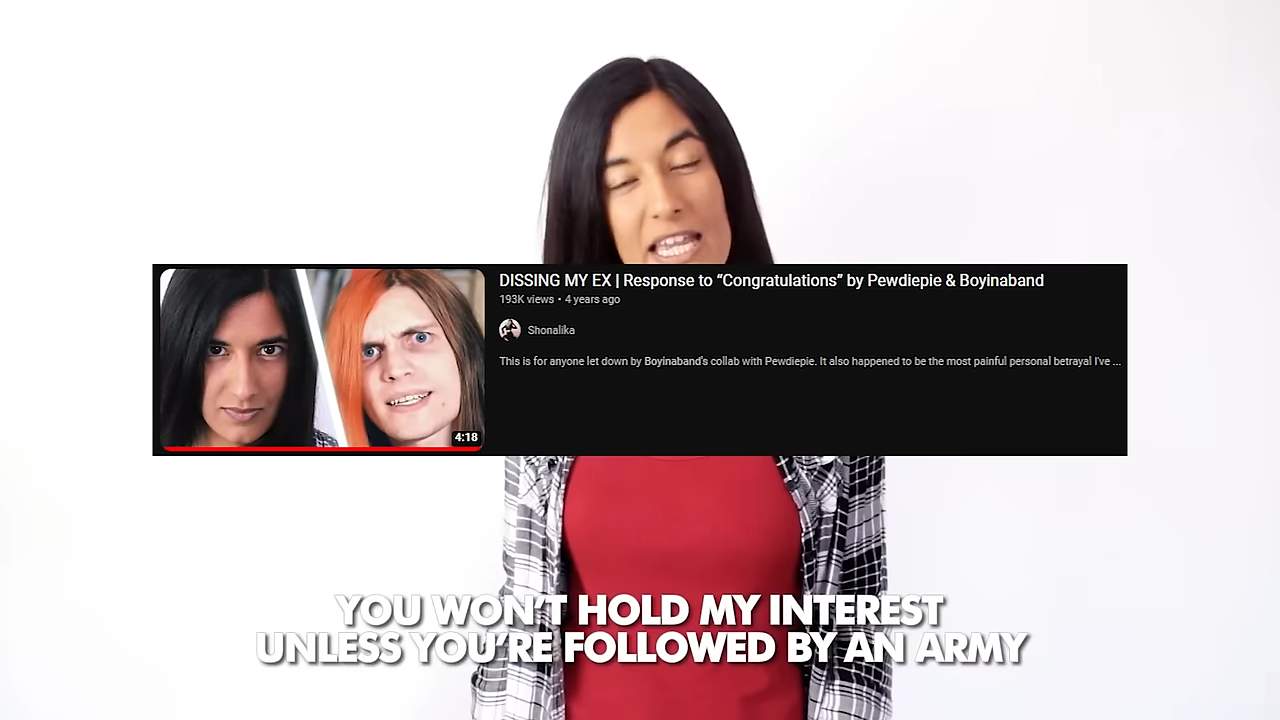 DISSING MY EX | Response to “Congratulations” by Pewdiepie & Boyinaband
193K views • 4 years ago
Shonalika
This is for anyone let down by Boyinaband's collab with Pewdiepie. It also happened to be the most painful personal betrayal I've ...
4:18
YOU WON'T HOLD MY INTEREST
UNLESS YOU'RE FOLLOWED BY AN ARMY